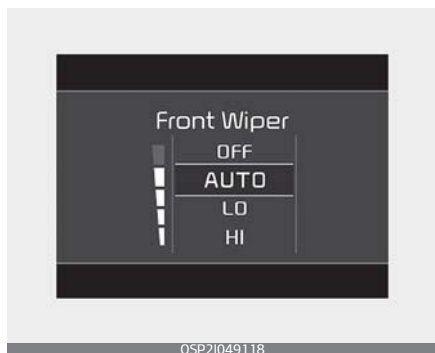 Front Wiper
OFF
AUTO
LO
HI
OSP2I049118